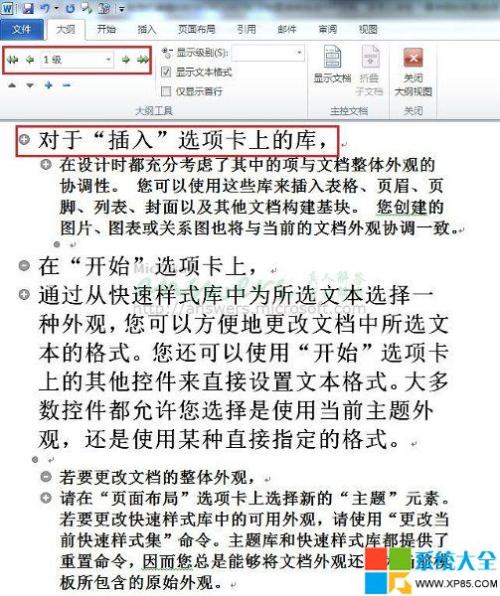 文件 大纲 开始 插入 页面布局 引用 邮件 审阅 视图
1 级
显示级别(S):
显示文本格式
仅显示首行
大纲工具
显示文档
折叠子文档
主控文档
关闭大纲视图
关闭
对于“插入”选项卡上的库，
在设计时都充分考虑了其中的项与文档整体外观的
协调性。 您可以使用这些库来插入表格、页眉、页
脚、列表、封面以及其他文档构建基块。 您创建的
图片、图表或关系图也将与当前的文档外观协调一致。
在“开始”选项卡上，
通过从快速样式库中为所选文本选择一
种外观，您可以方便地更改文档中所选文
本的格式。您还可以使用“开始”选项卡
上的其他控件来直接设置文本格式。大多
数控件都允许您选择是使用当前主题外
观，还是使用某种直接指定的格式。
http://answers.microsoft.com
若要更改文档的整体外观，
请在“页面布局”选项卡上选择新的“主题”元素。
若要更改快速样式库中的可用外观，请使用“更改当
前快速样式集”命令。主题库和快速样式库都提供了
重置命令，因而您总是能够将文档外观还
板所包含的原始外观。
系统大全
www.XP85.com